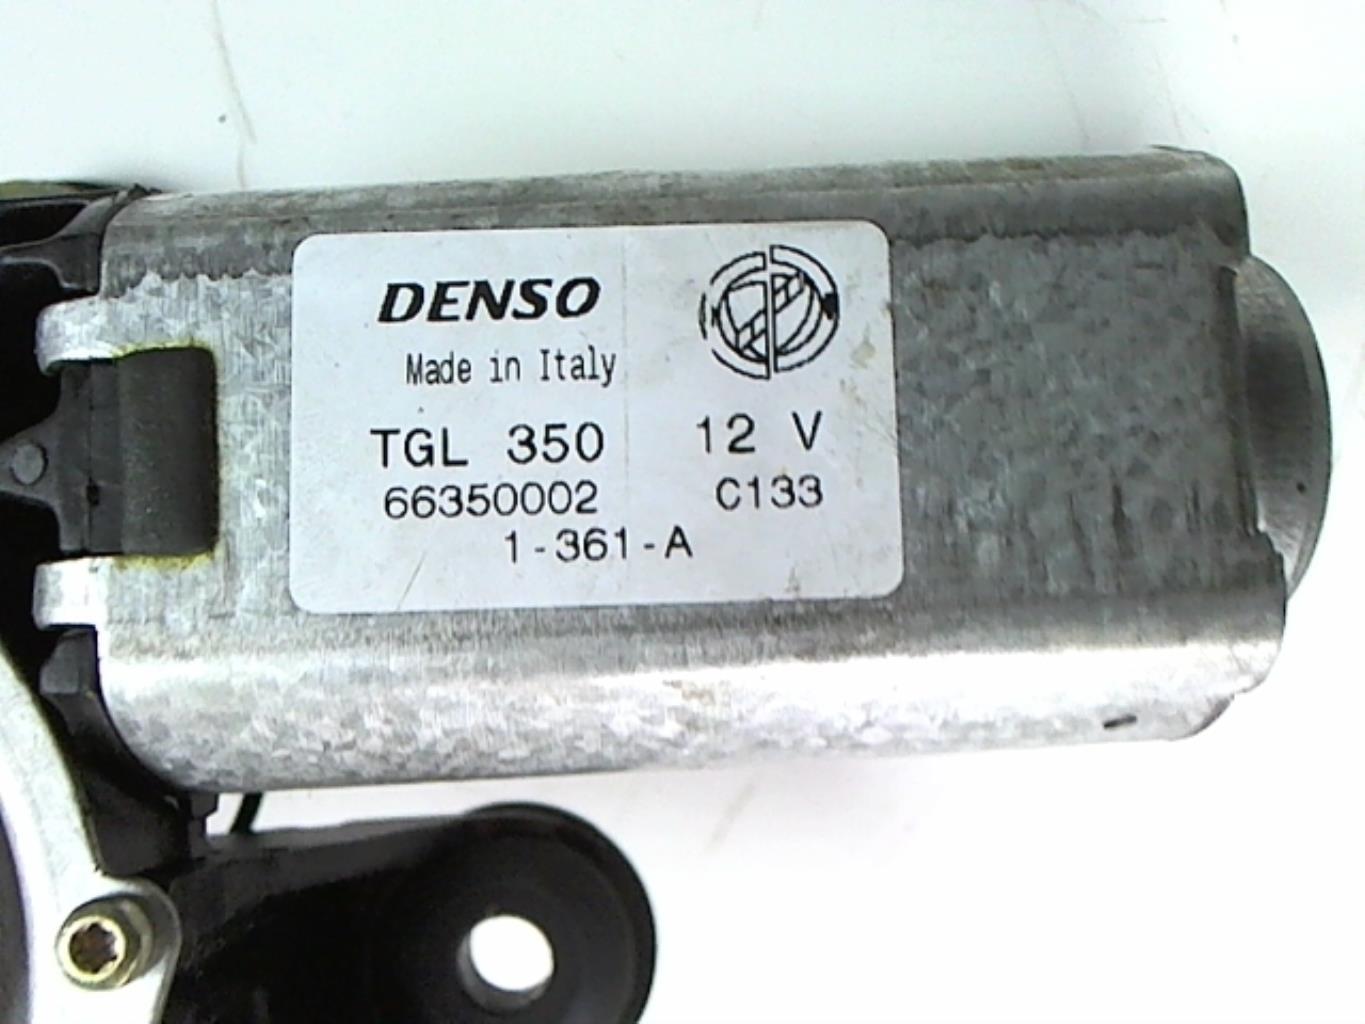 DENSO
Made in Italy
TGL 350 12 V
66350002 C133
1-361-A